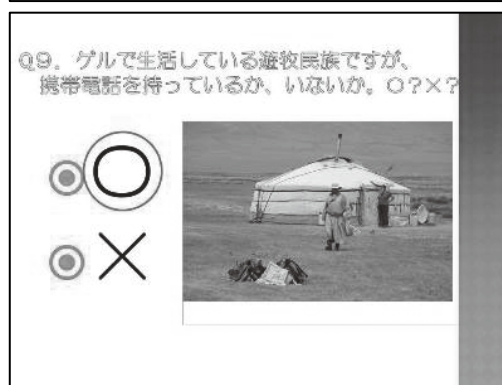 Q9．ゲルで生活している遊牧民族ですが、
携帯電話を持っているか、いないか。○？×？
○
×